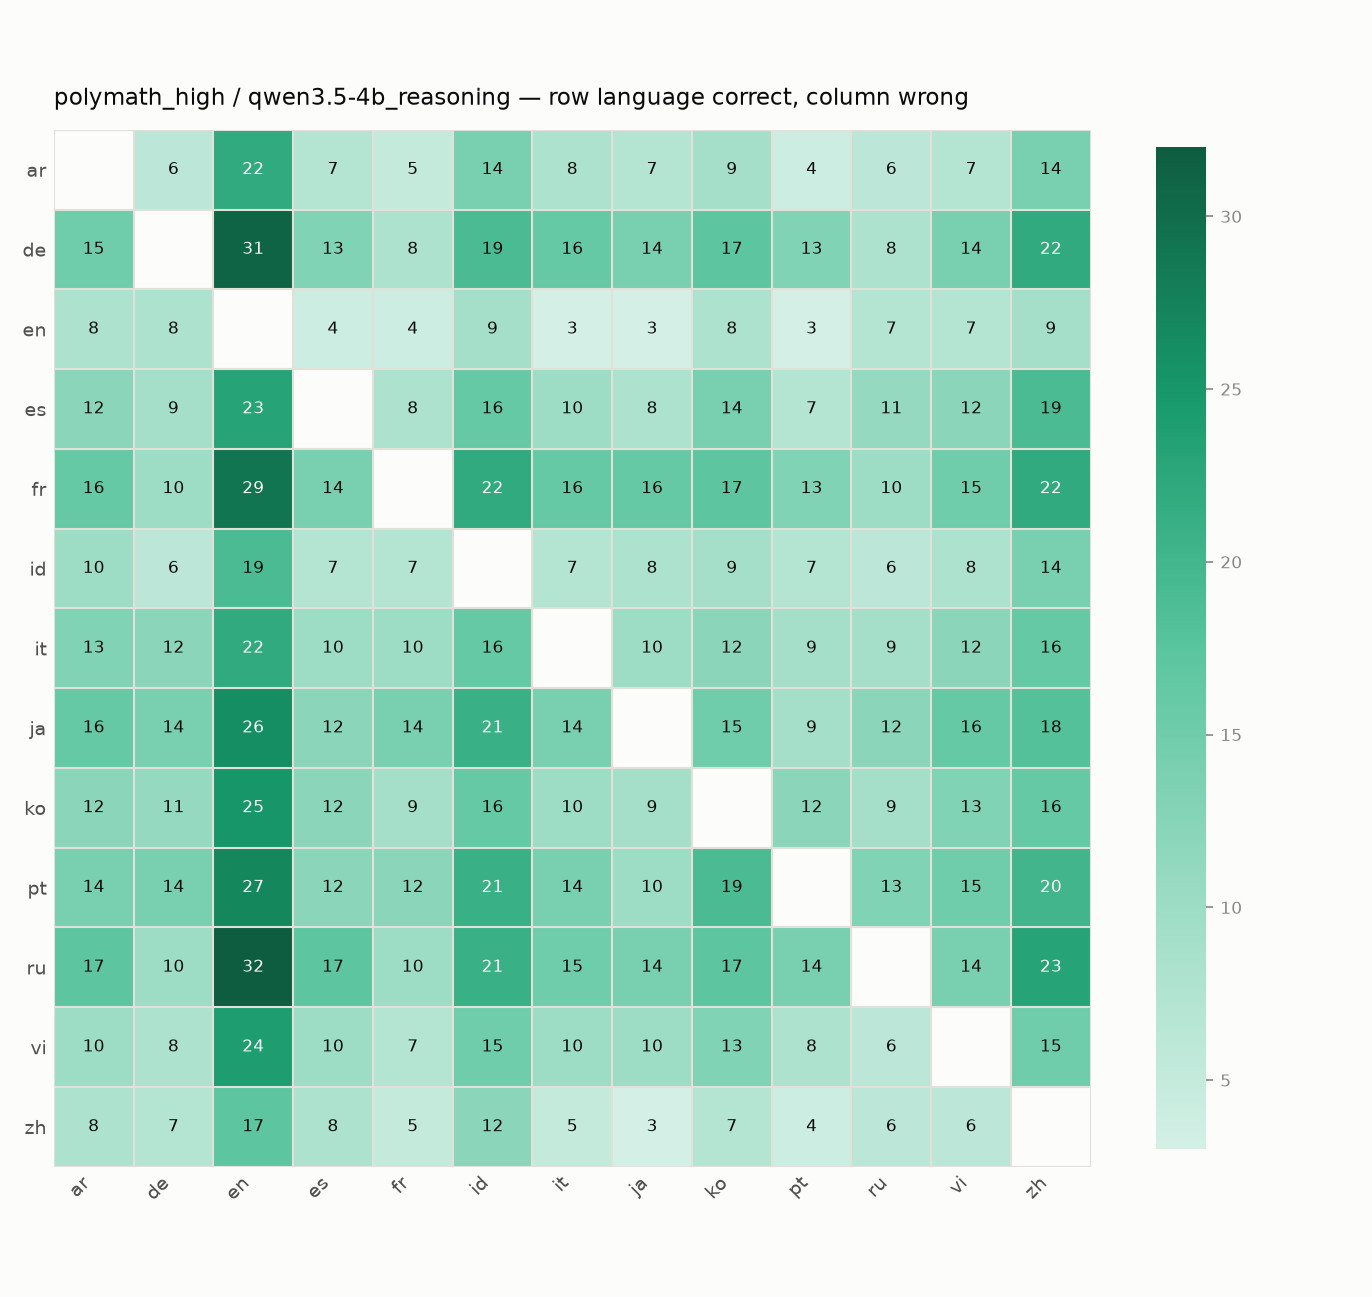 polymath_high / qwen3.5-4b_reasoning — row language correct, column wrong
ar 6 22 7 5 14 8 7 9 4 6 7 14
de 15 31 13 8 19 16 14 17 13 8 14 22
en 8 8 4 4 9 3 3 8 3 7 7 9
es 12 9 23 8 16 10 8 14 7 11 12 19
fr 16 10 29 14 22 16 16 17 13 10 15 22
id 10 6 19 7 7 7 8 9 7 6 8 14
it 13 12 22 10 10 16 10 12 9 9 12 16
ja 16 14 26 12 14 21 14 15 9 12 16 18
ko 12 11 25 12 9 16 10 9 12 9 13 16
pt 14 14 27 12 12 21 14 10 19 13 15 20
ru 17 10 32 17 10 21 15 14 17 14 14 23
vi 10 8 24 10 7 15 10 10 13 8 6 15
zh 8 7 17 8 5 12 5 3 7 4 6 6
ar de en es fr id it ja ko pt ru vi zh
30
25
20
15
10
5